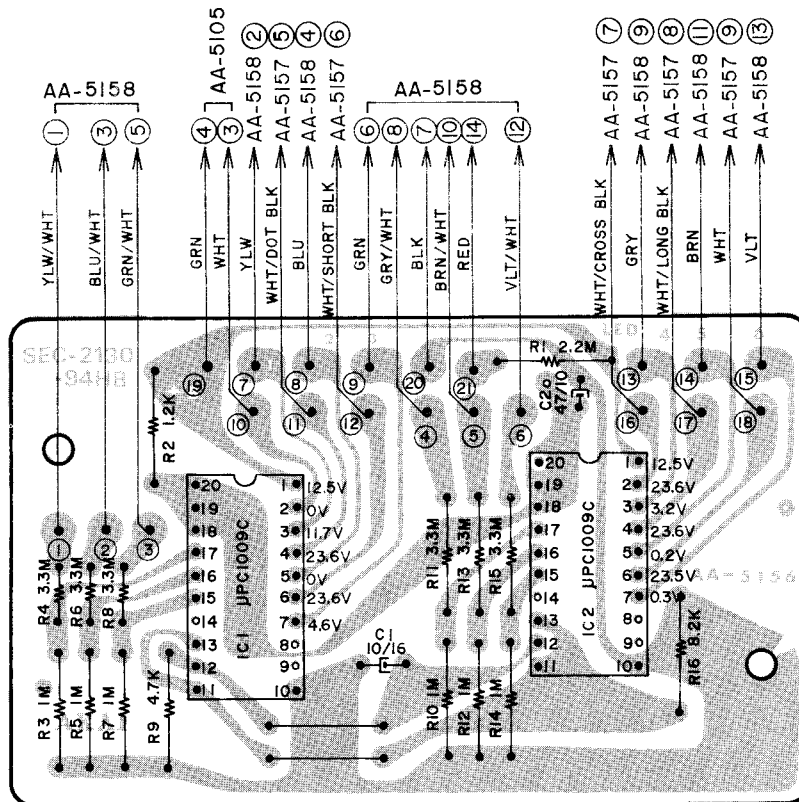 AA-5158
AA-5105
AA-5158
① ③ ⑤
④ ③
② AA-5158
⑤ AA-5157
④ AA-5158
⑥ AA-5157
⑥ ⑧ ⑦ ⑩ ⑭ ⑫
⑦ AA-5157
⑨ AA-5158
⑧ AA-5157
⑪ AA-5158
⑨ AA-5157
⑬ AA-5158
YLW/WHT
BLU/WHT
GRN/WHT
GRN
WHT
YLW
WHT/DOT BLK
BLU
WHT/SHORT BLK
GRN
GRY/WHT
BLK
BRN/WHT
RED
VLT/WHT
WHT/CROSS BLK
GRY
WHT/LONG BLK
BRN
WHT
VLT
SEC-2130
-94HB
2 3
LED 4 5 6
R1 2.2M
C2 47/10
R2 1.2K
⑲ ⑦ ⑧ ⑨ ⑳ ㉑ ⑬ ⑭ ⑮
⑩ ⑪ ⑫ ④ ⑤ ⑥ ⑯ ⑰ ⑱
① ② ③
20 1 12.5V
19 2 0V
18 3 11.7V
17 4 23.6V
16 5 0V
15 6 23.6V
14 7 4.6V
13 8
12 9
11 10
IC1 μPC1009C
20 1 12.5V
19 2 23.6V
18 3 3.2V
17 4 23.6V
16 5 0.2V
15 6 23.5V
14 7 0.3V
13 8
12 9
11 10
IC2 μPC1009C
R4 3.3M
R6 3.3M
R8 3.3M
R11 3.3M
R13 3.3M
R15 3.3M
AA-5156
C1
10/16
R3 1M
R5 1M
R7 1M
R9 4.7K
R10 1M
R12 1M
R14 1M
R16 8.2K